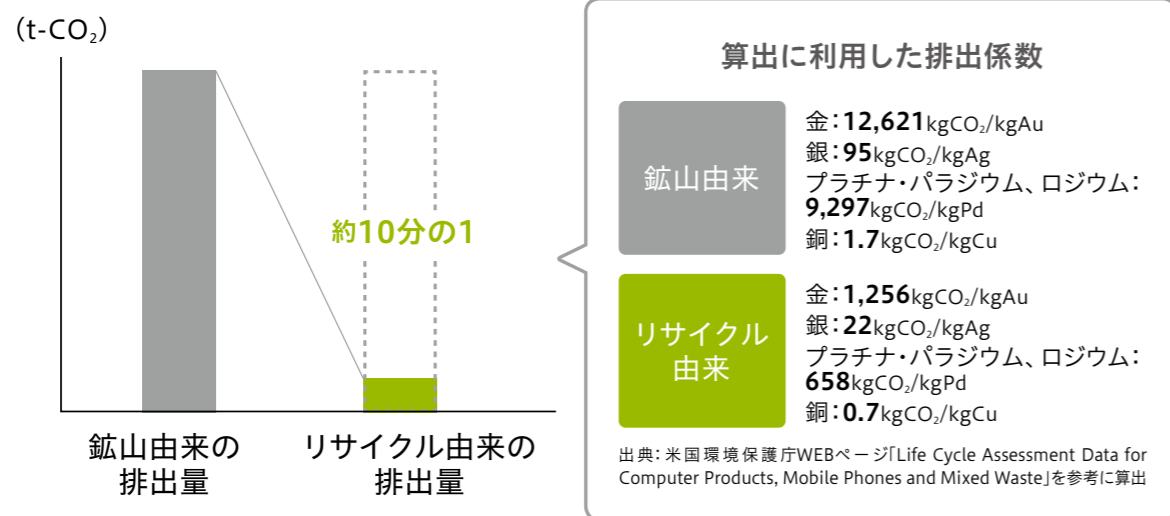 (t-CO₂)
約10分の1
鉱山由来の
排出量
リサイクル由来の
排出量
算出に利用した排出係数
鉱山由来
金：12,621kgCO₂/kgAu
銀：95kgCO₂/kgAg
プラチナ・パラジウム、ロジウム：
9,297kgCO₂/kgPd
銅：1.7kgCO₂/kgCu
リサイクル
由来
金：1,256kgCO₂/kgAu
銀：22kgCO₂/kgAg
プラチナ・パラジウム、ロジウム：
658kgCO₂/kgPd
銅：0.7kgCO₂/kgCu
出典：米国環境保護庁WEBページ「Life Cycle Assessment Data for
Computer Products, Mobile Phones and Mixed Waste」を参考に算出